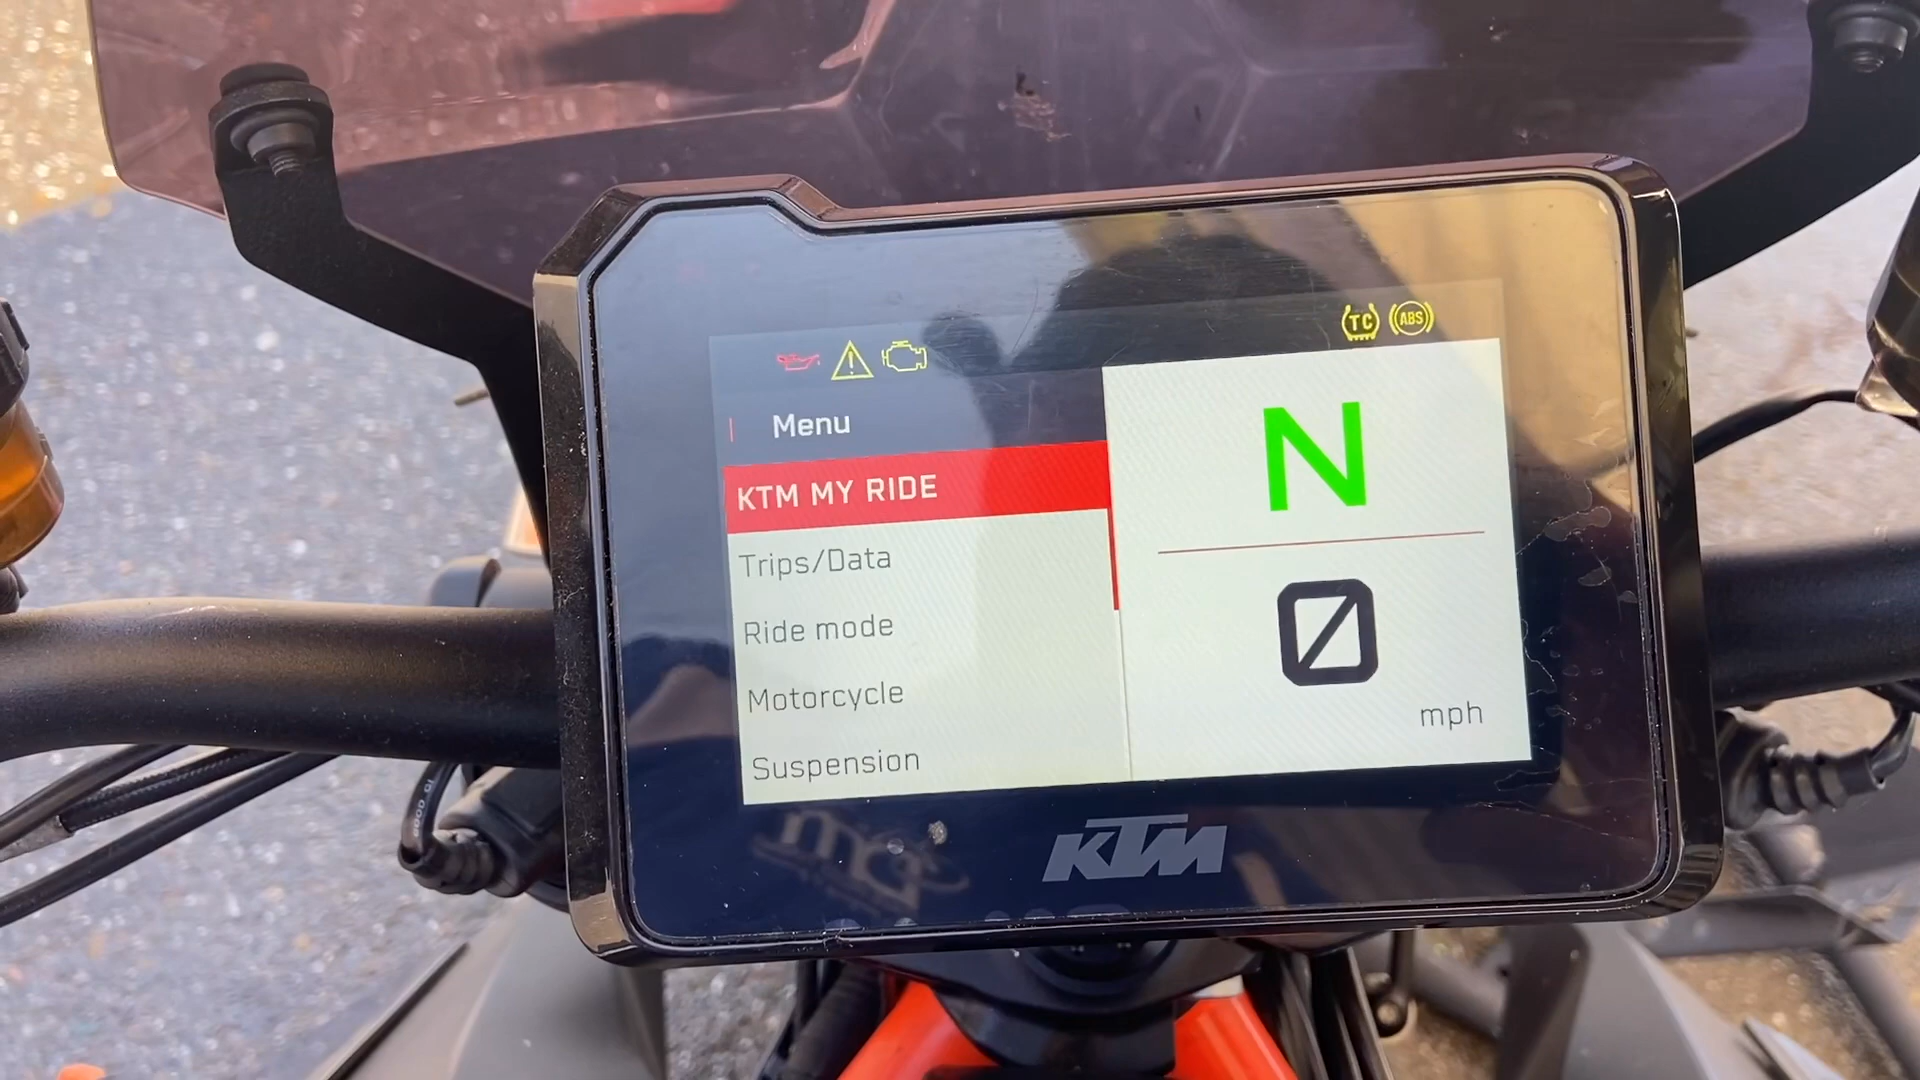 TC ABS
Menu
KTM MY RIDE
Trips/Data
Ride mode
Motorcycle
Suspension
N
0
mph
KTM